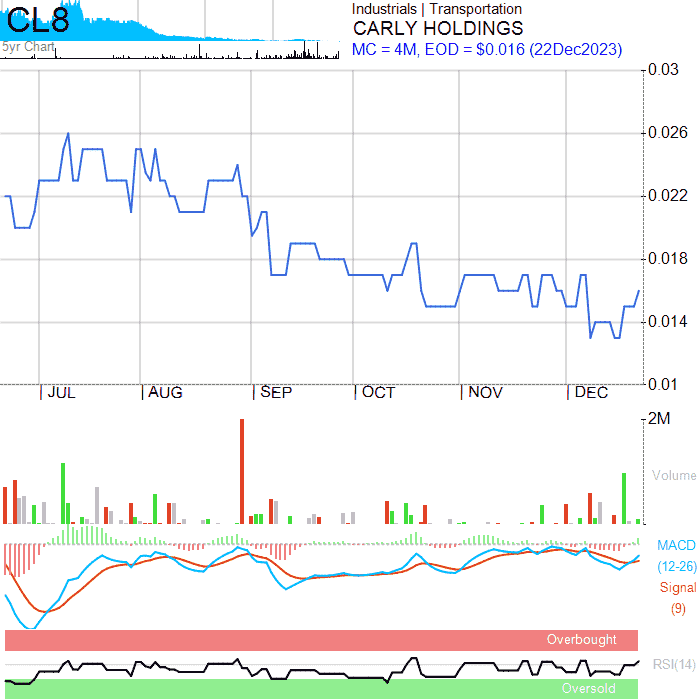 CL8
5yr Chart
Industrials | Transportation
CARLY HOLDINGS
MC = 4M, EOD = $0.016 (22Dec2023)
0.03
0.026
0.022
0.018
0.014
0.01
JUL AUG SEP OCT NOV DEC
2M
Volume
MACD
(12-26)
Signal
(9)
Overbought
RSI(14)
Oversold